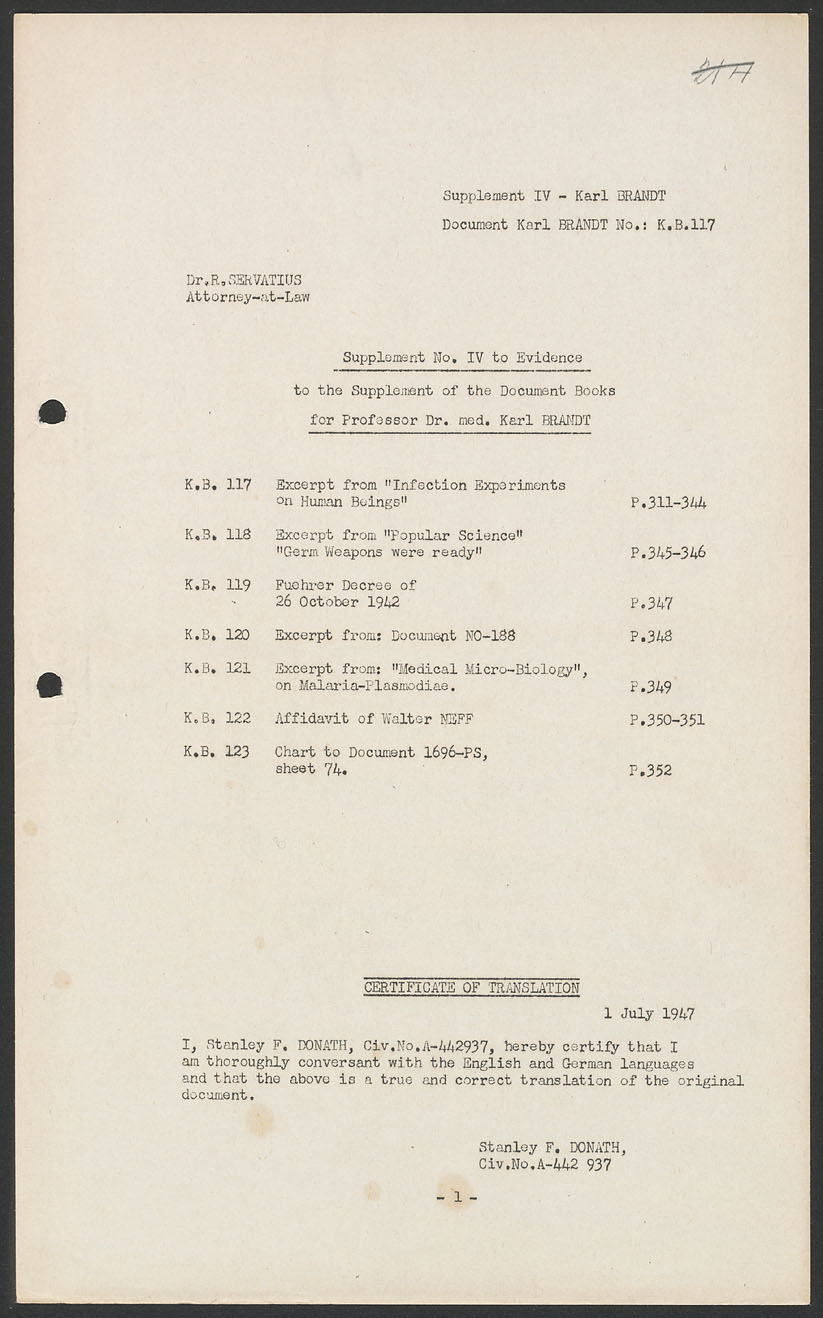 Supplement IV - Karl BRANDT
Document Karl BRANDT No.: K.B.117
Dr.R.SERVATIUS
Attorney-at-Law
Supplement No. IV to Evidence
to the Supplement of the Document Books
for Professor Dr. med. Karl BRANDT
K.B. 117 Excerpt from "Infection Experiments
on Human Beings" P.311-344
K.B. 118 Excerpt from "Popular Science"
"Germ Weapons were ready" P.345-346
K.B. 119 Fuehrer Decree of
26 October 1942 P.347
K.B. 120 Excerpt from: Document NO-188 P.348
K.B. 121 Excerpt from: "Medical Micro-Biology",
on Malaria-Plasmodiae. P.349
K.B. 122 Affidavit of Walter NEFF P.350-351
K.B. 123 Chart to Document 1696-PS,
sheet 74. P.352
CERTIFICATE OF TRANSLATION
1 July 1947
I, Stanley F. DONATH, Civ.No.A-442937, hereby certify that I
am thoroughly conversant with the English and German languages
and that the above is a true and correct translation of the original
document.
Stanley F. DONATH,
Civ.No.A-442 937
- 1 -